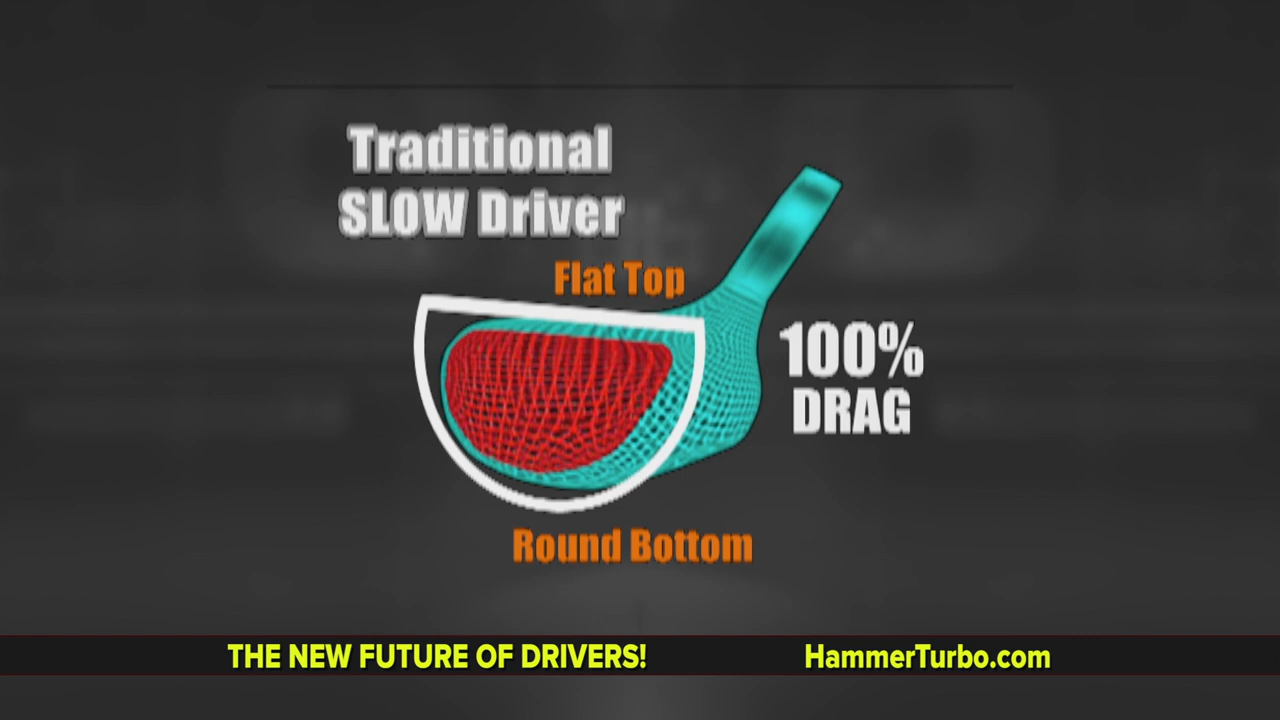 Traditional
SLOW Driver
Flat Top
100%
DRAG
Round Bottom
THE NEW FUTURE OF DRIVERS!
HammerTurbo.com